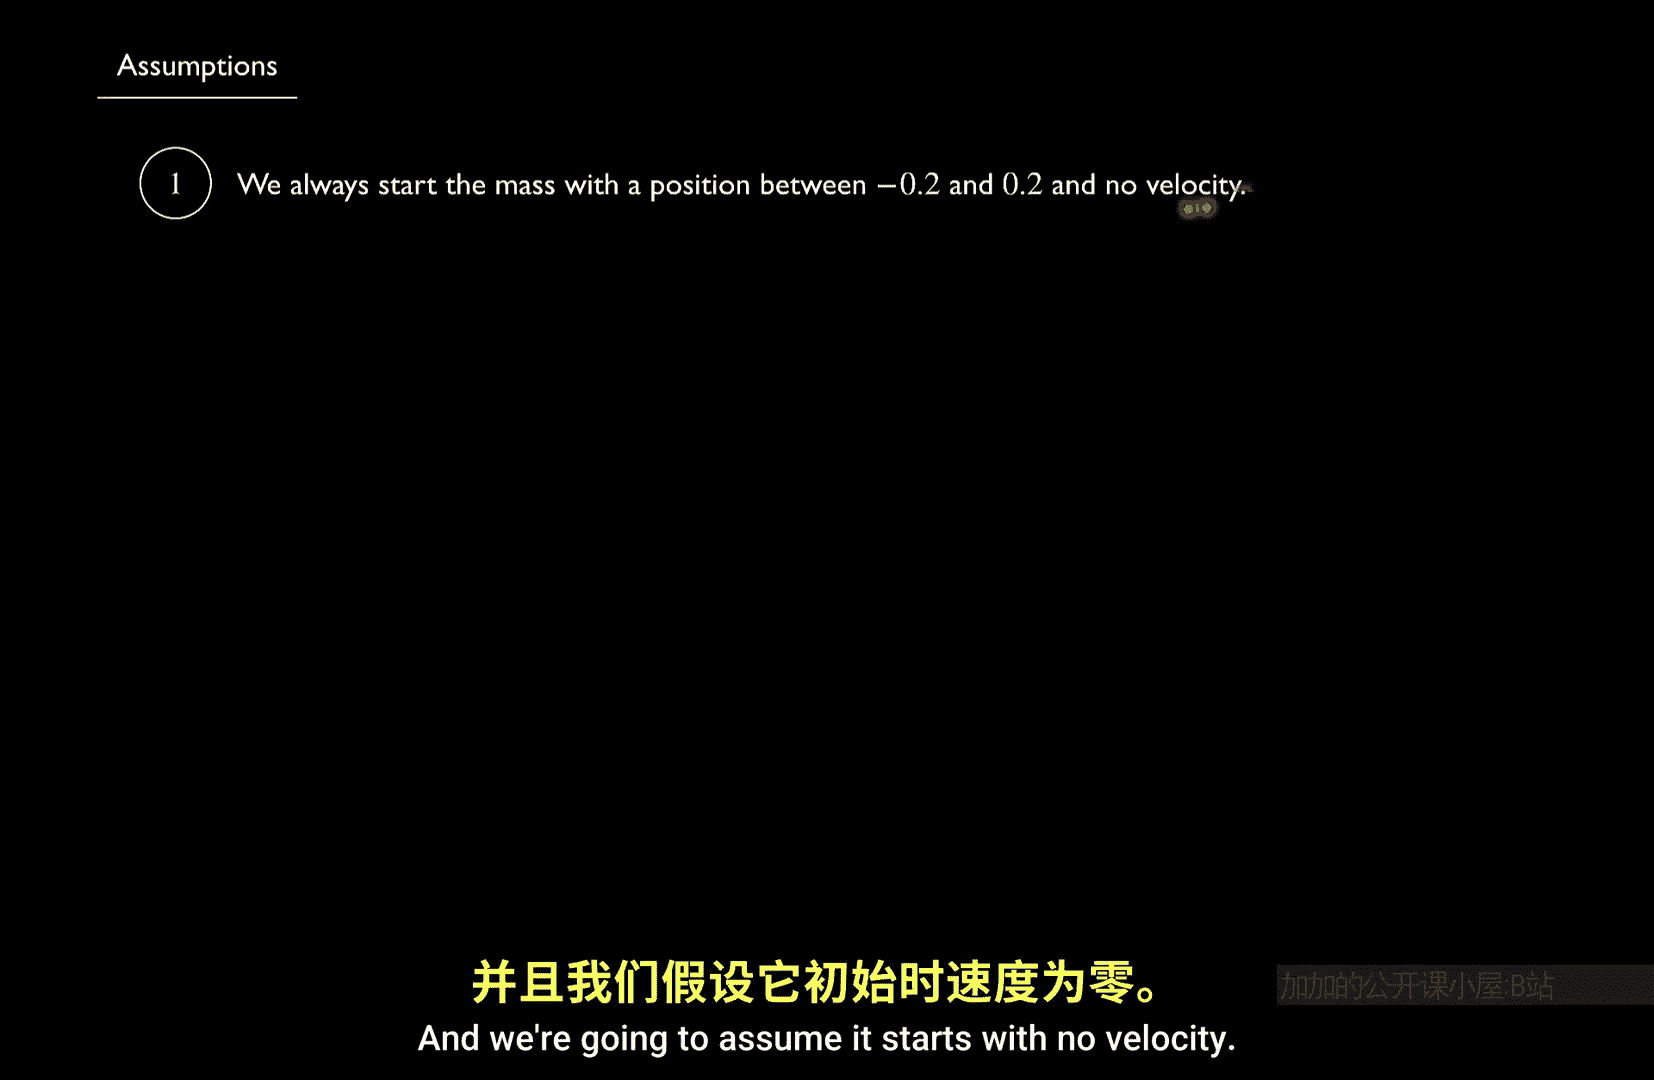 Assumptions
1 We always start the mass with a position between −0.2 and 0.2 and no velocity.
并且我们假设它初始时速度为零。
加加的公开课小屋:B站
And we're going to assume it starts with no velocity.